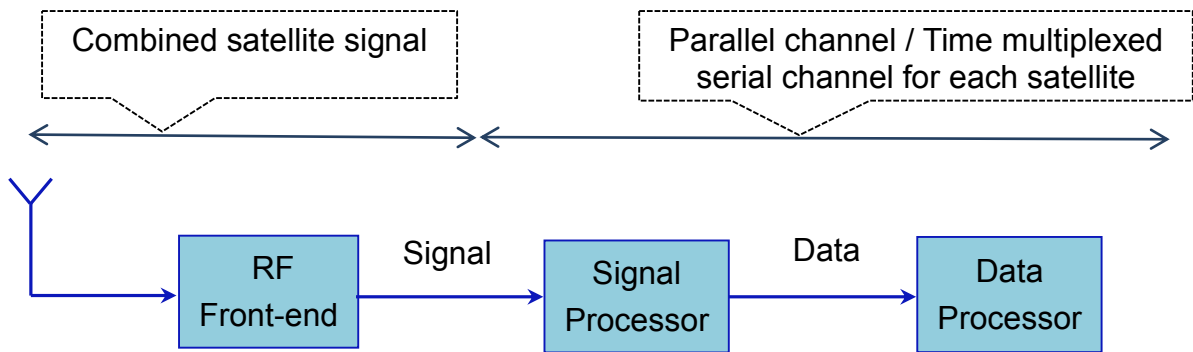 Combined satellite signal
Parallel channel / Time multiplexed
serial channel for each satellite
RF
Front-end
Signal
Signal
Processor
Data
Data
Processor